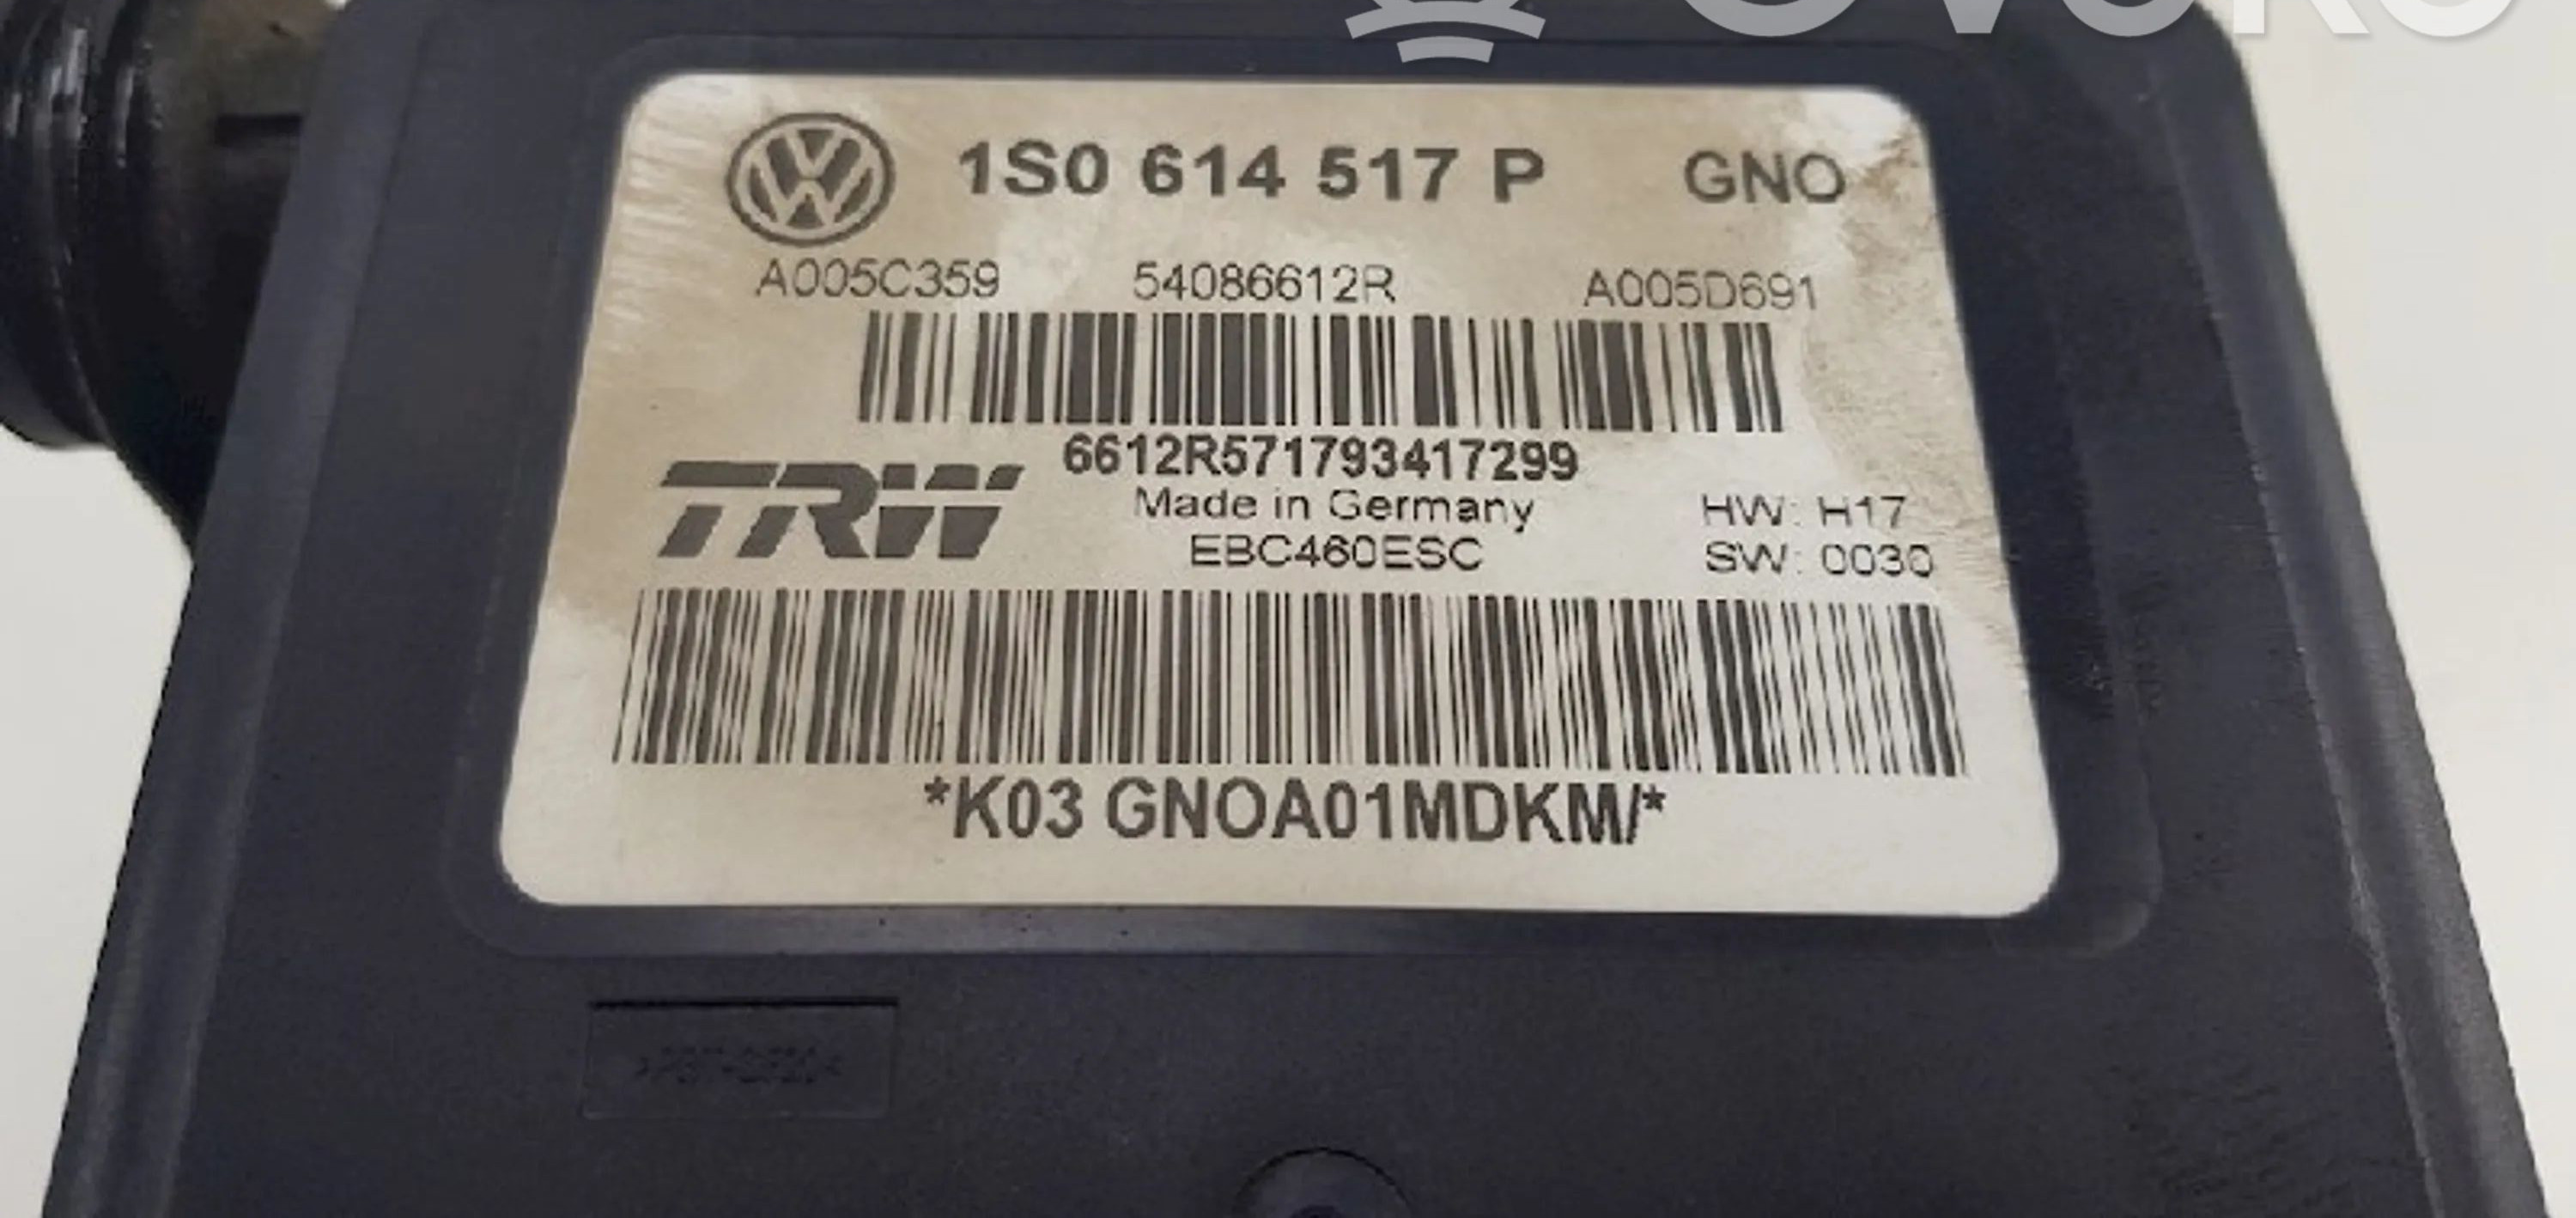 1S0 614 517 P GNO
A005C359 54086612R A005D691
6612R571793417299
TRW
Made in Germany HW: H17
EBC460ESC SW: 0030
*K03 GNOA01MDKM/*